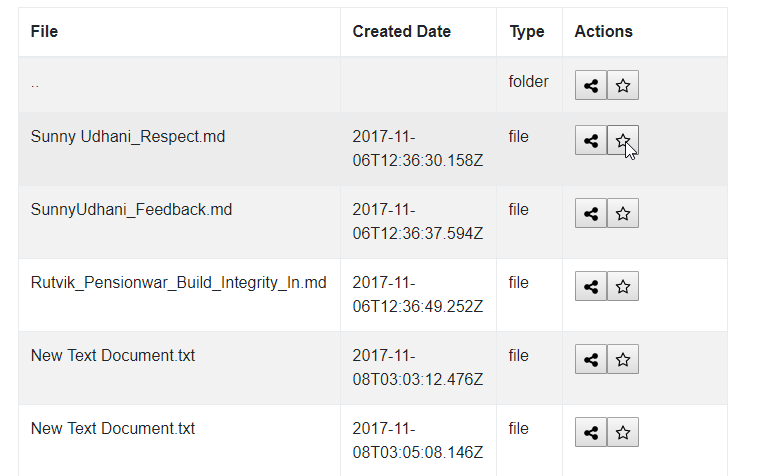 File Created Date Type Actions
.. folder
Sunny Udhani_Respect.md 2017-11- file
06T12:36:30.158Z
SunnyUdhani_Feedback.md 2017-11- file
06T12:36:37.594Z
Rutvik_Pensionwar_Build_Integrity_In.md 2017-11- file
06T12:36:49.252Z
New Text Document.txt 2017-11- file
08T03:03:12.476Z
New Text Document.txt 2017-11- file
08T03:05:08.146Z